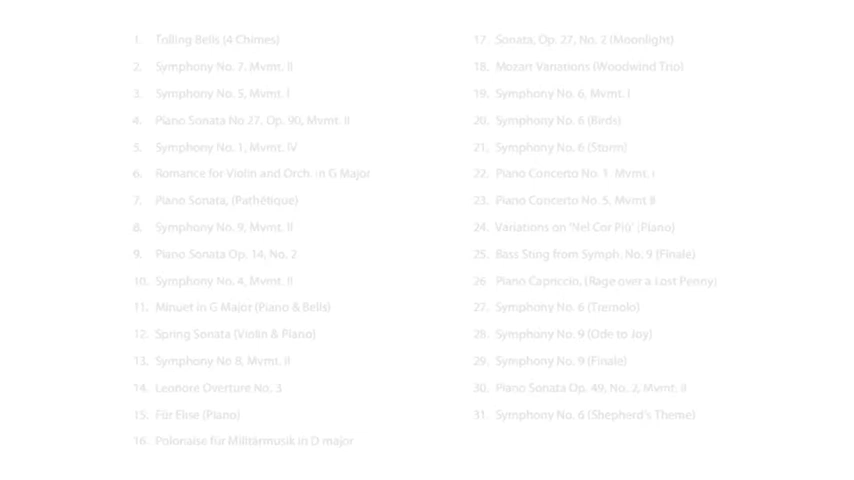 1. Tolling Bells (4 Chimes)
2. Symphony No. 7, Mvmt. II
3. Symphony No. 5, Mvmt. I
4. Piano Sonata No 27, Op. 90, Mvmt. II
5. Symphony No. 1, Mvmt. IV
6. Romance for Violin and Orch. in G Major
7. Piano Sonata, (Pathétique)
8. Symphony No. 9, Mvmt. II
9. Piano Sonata Op. 14, No. 2
10. Symphony No. 4, Mvmt. II
11. Minuet in G Major (Piano & Bells)
12. Spring Sonata (Violin & Piano)
13. Symphony No 8, Mvmt. II
14. Leonore Overture No. 3
15. Für Elise (Piano)
16. Polonaise für Militärmusik in D major
17. Sonata, Op. 27, No. 2 (Moonlight)
18. Mozart Variations (Woodwind Trio)
19. Symphony No. 6, Mvmt. I
20. Symphony No. 6 (Birds)
21. Symphony No. 6 (Storm)
22. Piano Concerto No. 1, Mvmt. I
23. Piano Concerto No. 5, Mvmt II
24. Variations on 'Nel Cor Più' (Piano)
25. Bass Sting from Symph. No. 9 (Finale)
26 Piano Capriccio, (Rage over a Lost Penny)
27. Symphony No. 6 (Tremolo)
28. Symphony No. 9 (Ode to Joy)
29. Symphony No. 9 (Finale)
30. Piano Sonata Op. 49, No. 2, Mvmt. II
31. Symphony No. 6 (Shepherd's Theme)